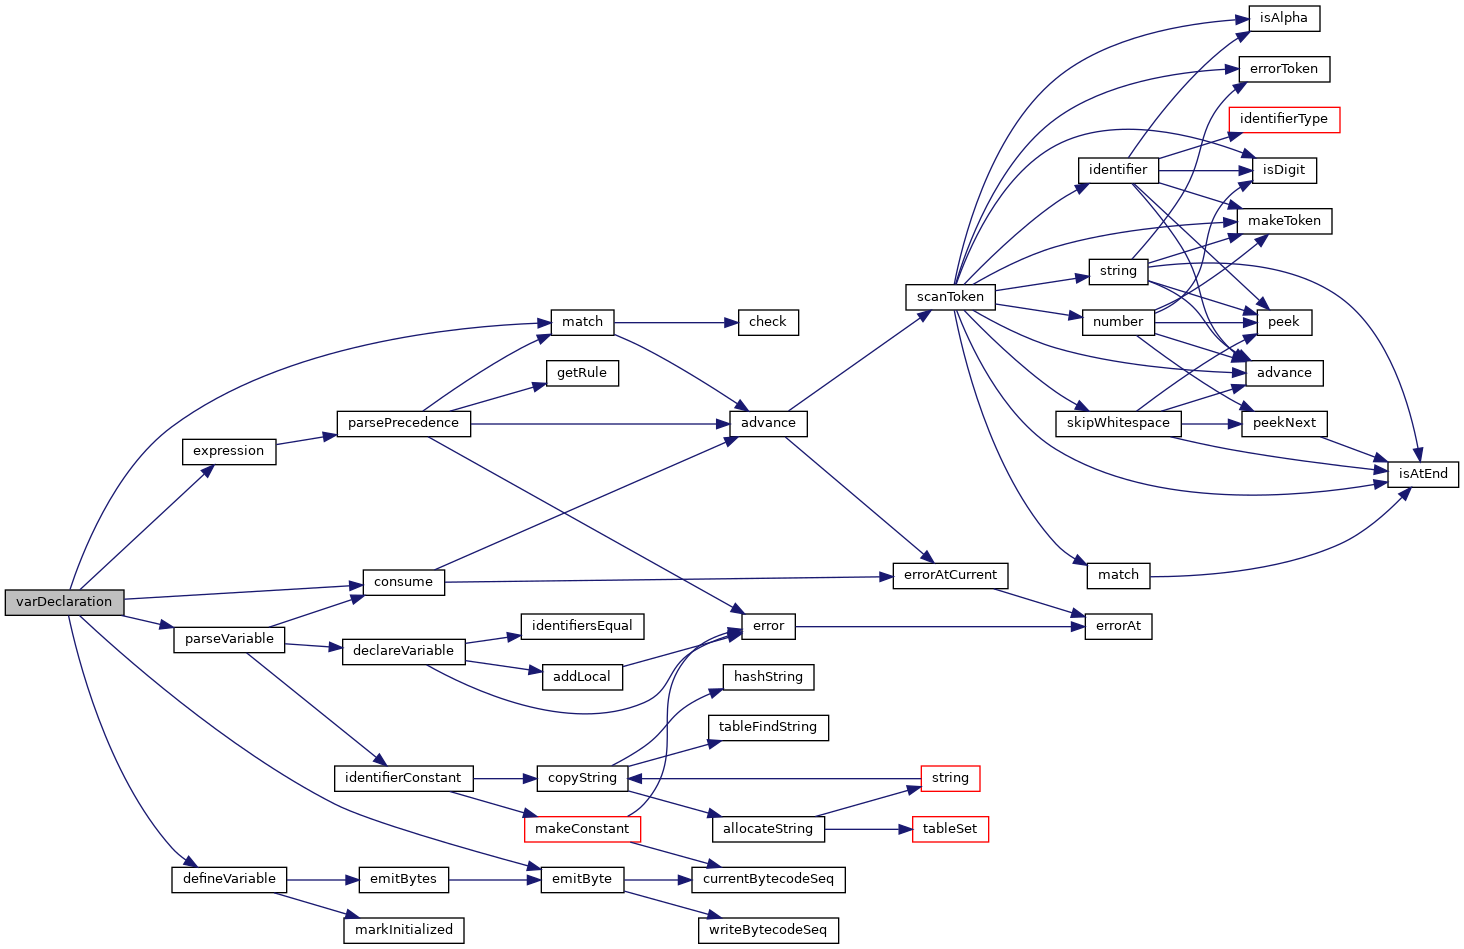 varDeclaration
match
expression
consume
parseVariable
emitByte
defineVariable
check
advance
parsePrecedence
getRule
error
errorAtCurrent
errorAt
declareVariable
identifiersEqual
addLocal
identifierConstant
copyString
makeConstant
hashString
tableFindString
allocateString
string
tableSet
currentBytecodeSeq
writeBytecodeSeq
emitBytes
markInitialized
scanToken
isAlpha
errorToken
identifierType
identifier
isDigit
makeToken
string
number
peek
advance
skipWhitespace
peekNext
isAtEnd
match